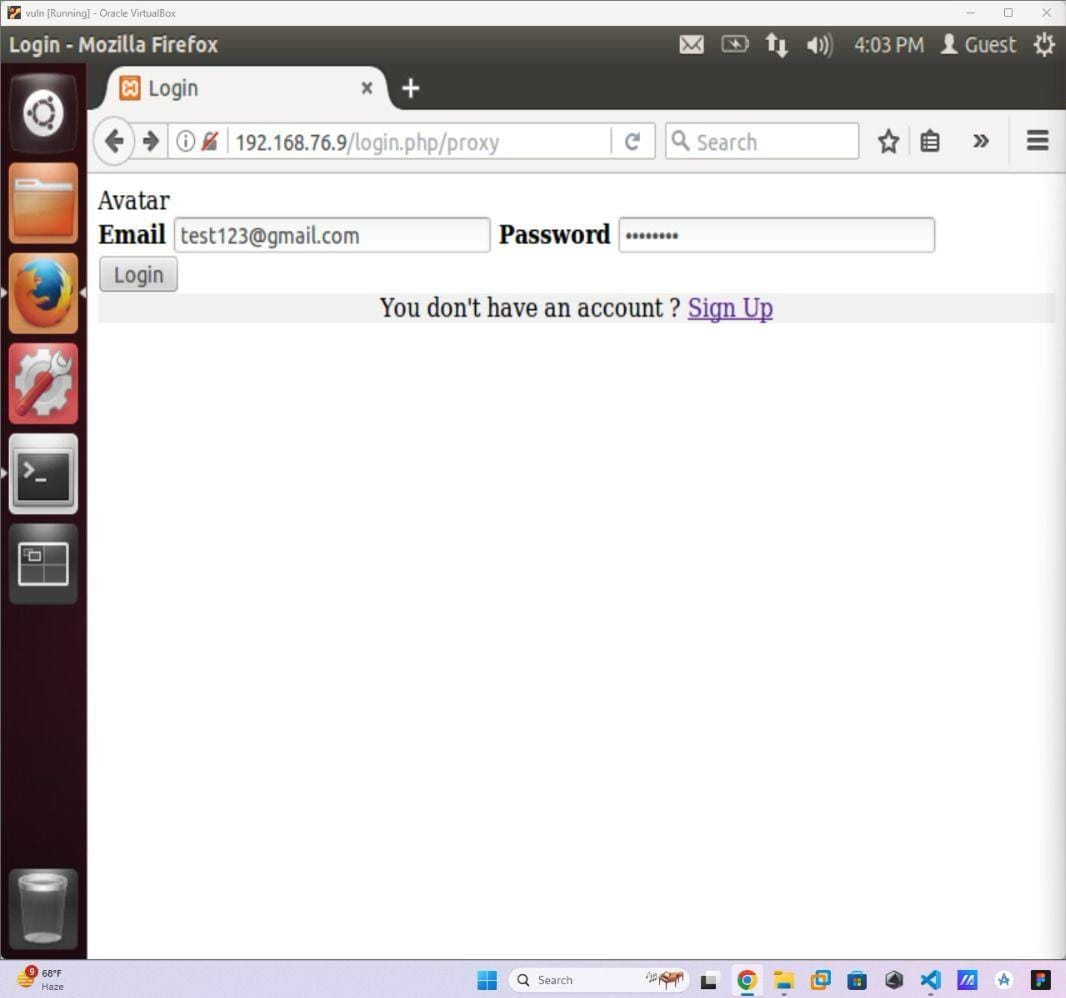 vuln [Running] - Oracle VirtualBox
Login - Mozilla Firefox 4:03 PM Guest
Login
192.168.76.9/login.php/proxy Search
Avatar
Email test123@gmail.com Password ••••••••
Login
You don't have an account ? Sign Up
9 68°F
Haze
Search